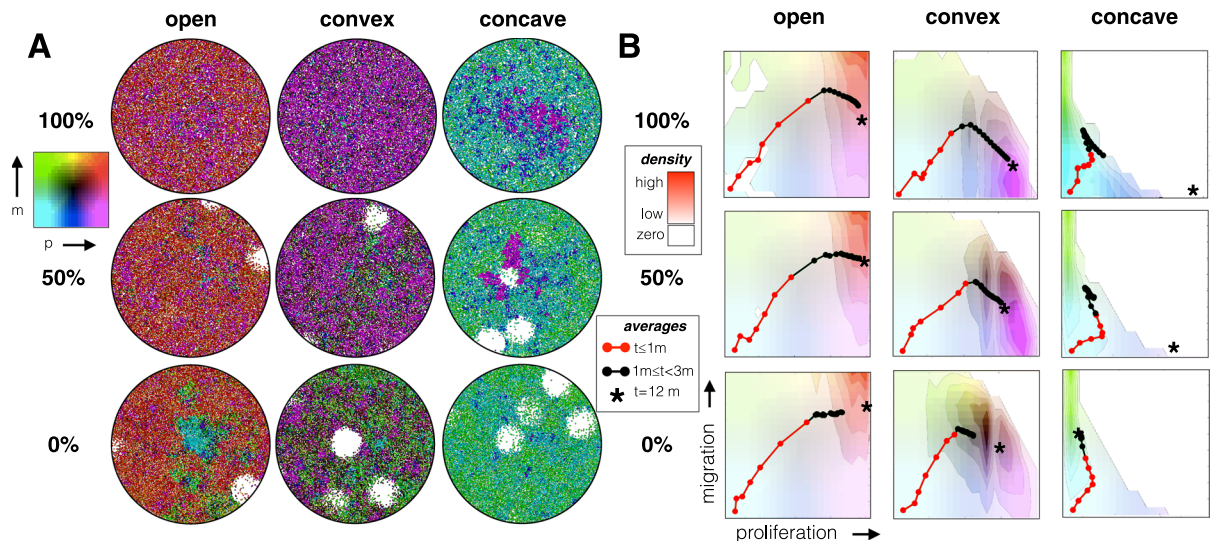 A
open
convex
concave
100%
m
p
50%
0%
B
open
convex
concave
100%
density
high
low
zero
50%
averages
t≤1m
1m≤t<3m
t=12 m
0%
migration
proliferation